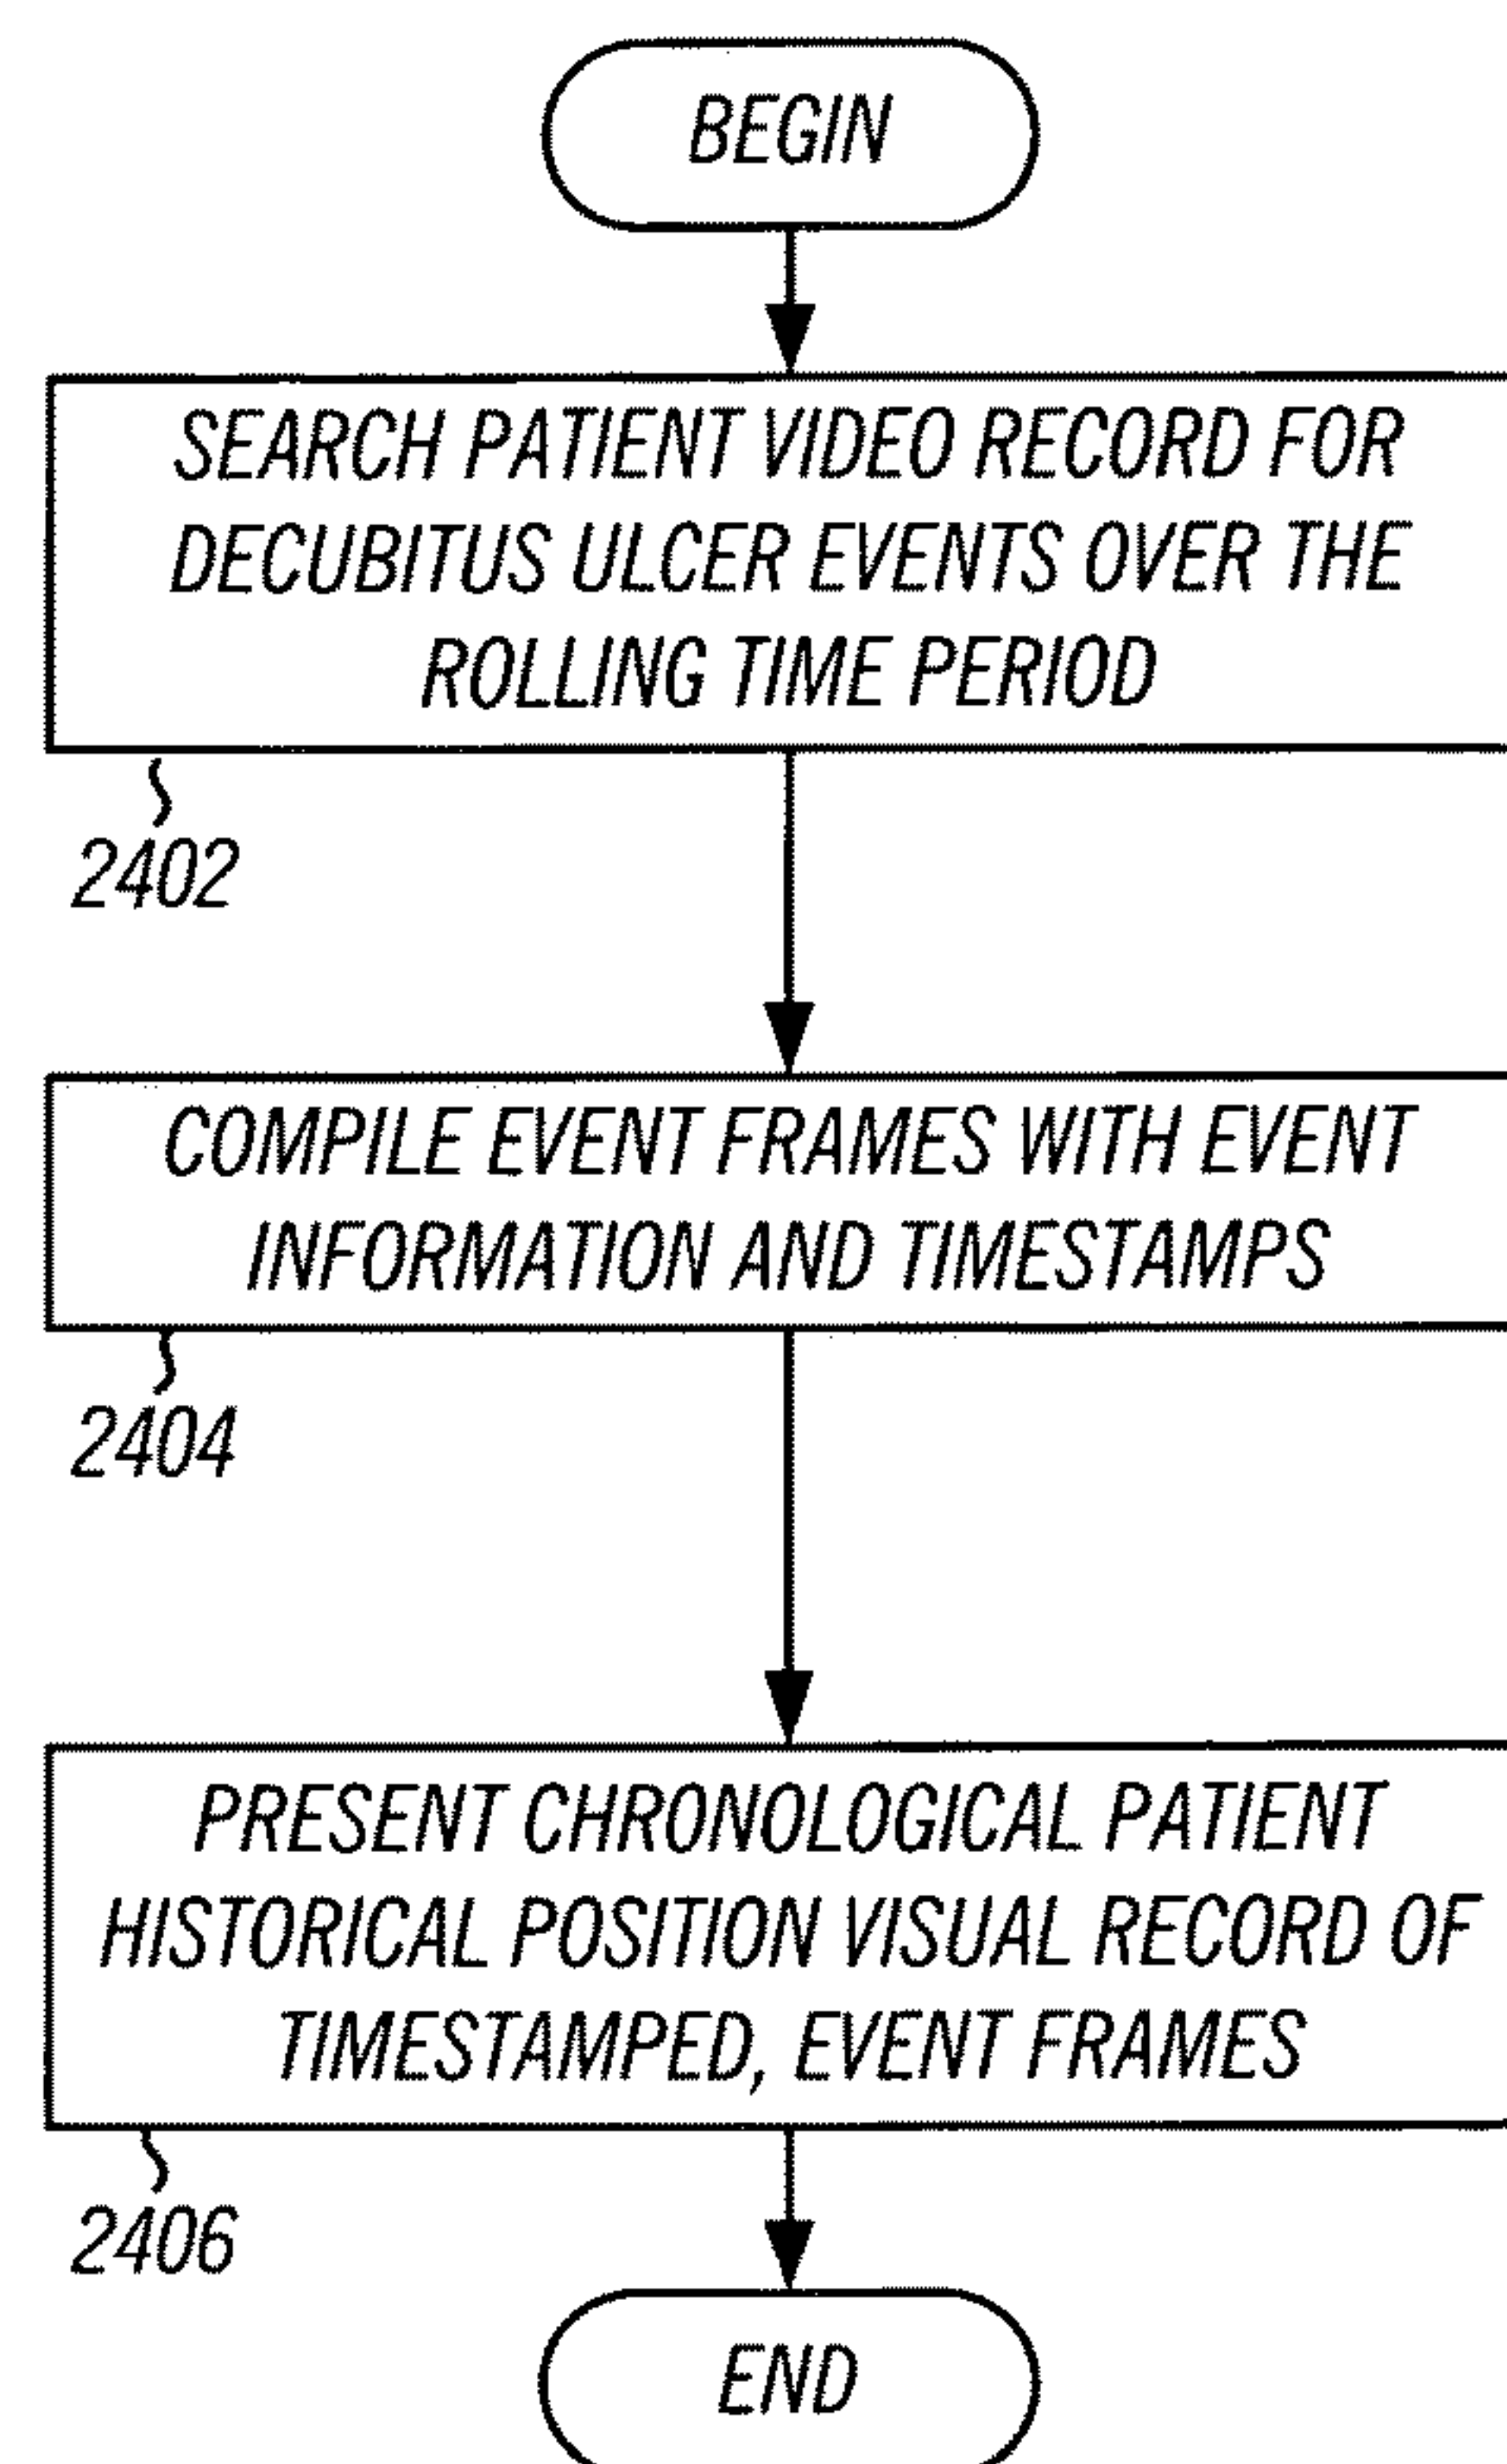 BEGIN
SEARCH PATIENT VIDEO RECORD FOR
DECUBITUS ULCER EVENTS OVER THE
ROLLING TIME PERIOD
2402
COMPILE EVENT FRAMES WITH EVENT
INFORMATION AND TIMESTAMPS
2404
PRESENT CHRONOLOGICAL PATIENT
HISTORICAL POSITION VISUAL RECORD OF
TIMESTAMPED, EVENT FRAMES
2406
END